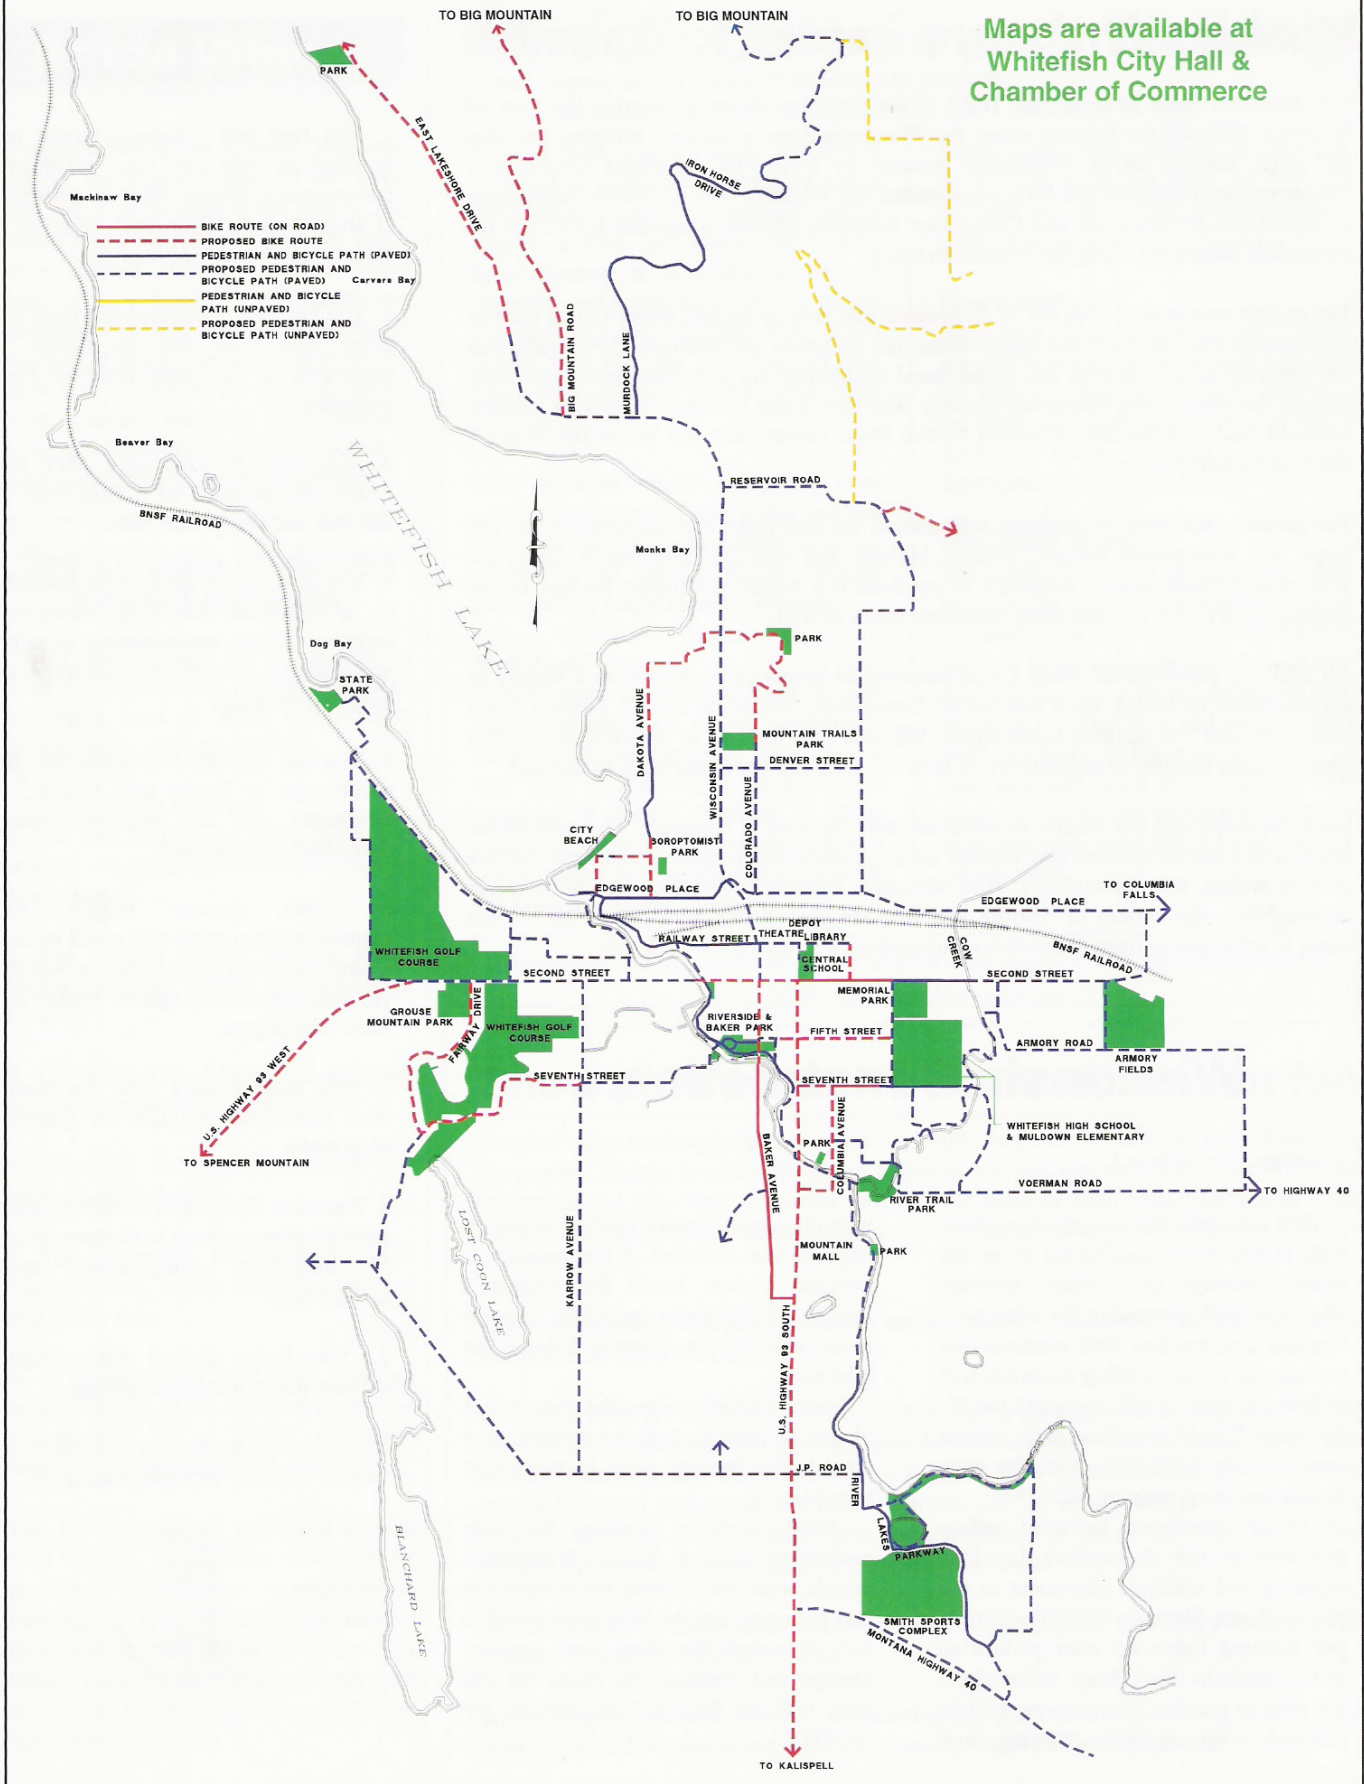 TO BIG MOUNTAIN
TO BIG MOUNTAIN
Maps are available at
Whitefish City Hall &
Chamber of Commerce
PARK
EAST LAKESHORE DRIVE
IRON HORSE
DRIVE
Mackinaw Bay
BIKE ROUTE (ON ROAD)
PROPOSED BIKE ROUTE
PEDESTRIAN AND BICYCLE PATH (PAVED)
PROPOSED PEDESTRIAN AND
BICYCLE PATH (PAVED)
Carvers Bay
PEDESTRIAN AND BICYCLE
PATH (UNPAVED)
PROPOSED PEDESTRIAN AND
BICYCLE PATH (UNPAVED)
BIG MOUNTAIN ROAD
MURDOCK LANE
Beaver Bay
WHITEFISH LAKE
RESERVOIR ROAD
BNSF RAILROAD
Monks Bay
Dog Bay
PARK
STATE
PARK
DAKOTA AVENUE
WISCONSIN AVENUE
MOUNTAIN TRAILS
PARK
DENVER STREET
COLORADO AVENUE
CITY
BEACH
SOROPTOMIST
PARK
EDGEWOOD PLACE
TO COLUMBIA
FALLS
EDGEWOOD PLACE
DEPOT
THEATRE
LIBRARY
RAILWAY STREET
COW
CREEK
BNSF RAILROAD
WHITEFISH GOLF
COURSE
CENTRAL
SCHOOL
SECOND STREET
SECOND STREET
MEMORIAL
PARK
GROUSE
MOUNTAIN PARK
FAIRWAY DRIVE
WHITEFISH GOLF
COURSE
RIVERSIDE &
BAKER PARK
FIFTH STREET
ARMORY ROAD
ARMORY
FIELDS
U.S. HIGHWAY 93 WEST
SEVENTH STREET
SEVENTH STREET
COLUMBIA AVENUE
WHITEFISH HIGH SCHOOL
& MULDOWN ELEMENTARY
TO SPENCER MOUNTAIN
BAKER AVENUE
PARK
VOERMAN ROAD
TO HIGHWAY 40
RIVER TRAIL
PARK
LOST COON LAKE
KARROW AVENUE
MOUNTAIN
MALL
PARK
U.S. HIGHWAY 93 SOUTH
J.P. ROAD
RIVER
LAKES
PARKWAY
BLANCHARD LAKE
SMITH SPORTS
COMPLEX
MONTANA HIGHWAY 40
TO KALISPELL